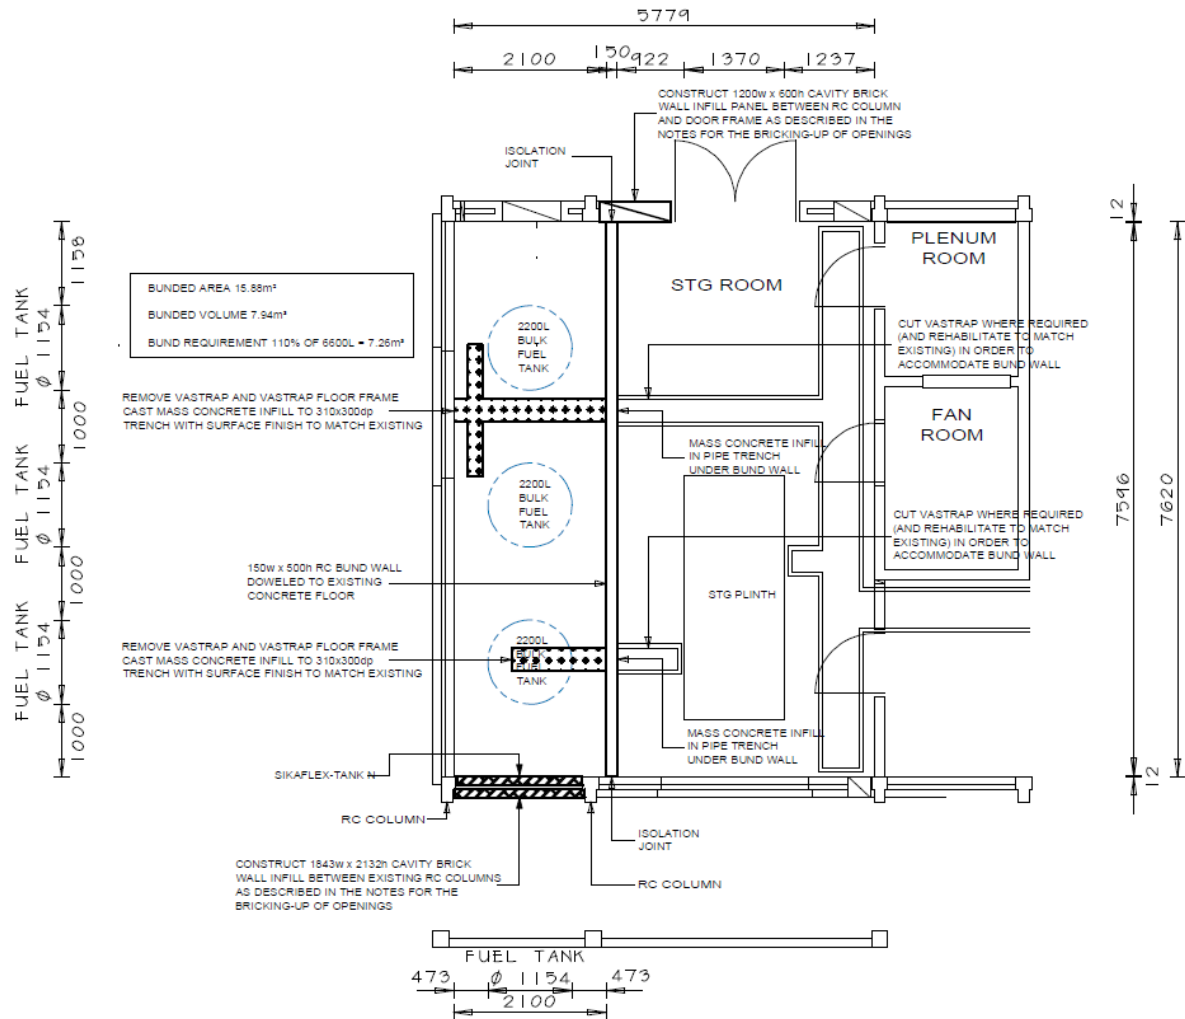 5779
2100
150
922
1370
1237
CONSTRUCT 1200w x 600h CAVITY BRICK
WALL INFILL PANEL BETWEEN RC COLUMN
AND DOOR FRAME AS DESCRIBED IN THE
NOTES FOR THE BRICKING-UP OF OPENINGS
ISOLATION
JOINT
12
PLENUM
ROOM
STG ROOM
1158
BUNDED AREA 15.88m²
BUNDED VOLUME 7.94m³
BUND REQUIREMENT 110% OF 6600L = 7.26m³
FUEL TANK
Ø 1154
2200L
BULK
FUEL
TANK
CUT VASTRAP WHERE REQUIRED
(AND REHABILITATE TO MATCH
EXISTING) IN ORDER TO
ACCOMMODATE BUND WALL
REMOVE VASTRAP AND VASTRAP FLOOR FRAME
CAST MASS CONCRETE INFILL TO 310x300dp
TRENCH WITH SURFACE FINISH TO MATCH EXISTING
1000
FAN
ROOM
MASS CONCRETE INFILL
IN PIPE TRENCH
UNDER BUND WALL
FUEL TANK
Ø 1154
2200L
BULK
FUEL
TANK
7596
7620
CUT VASTRAP WHERE REQUIRED
(AND REHABILITATE TO MATCH
EXISTING) IN ORDER TO
ACCOMMODATE BUND WALL
150w x 500h RC BUND WALL
DOWELED TO EXISTING
CONCRETE FLOOR
1000
STG PLINTH
FUEL TANK
Ø 1154
2200L
BULK
FUEL
TANK
REMOVE VASTRAP AND VASTRAP FLOOR FRAME
CAST MASS CONCRETE INFILL TO 310x300dp
TRENCH WITH SURFACE FINISH TO MATCH EXISTING
1000
MASS CONCRETE INFILL
IN PIPE TRENCH
UNDER BUND WALL
SIKAFLEX-TANK N
12
RC COLUMN
ISOLATION
JOINT
CONSTRUCT 1843w x 2132h CAVITY BRICK
WALL INFILL BETWEEN EXISTING RC COLUMNS
AS DESCRIBED IN THE NOTES FOR THE
BRICKING-UP OF OPENINGS
RC COLUMN
FUEL TANK
473
Ø 1154
473
2100